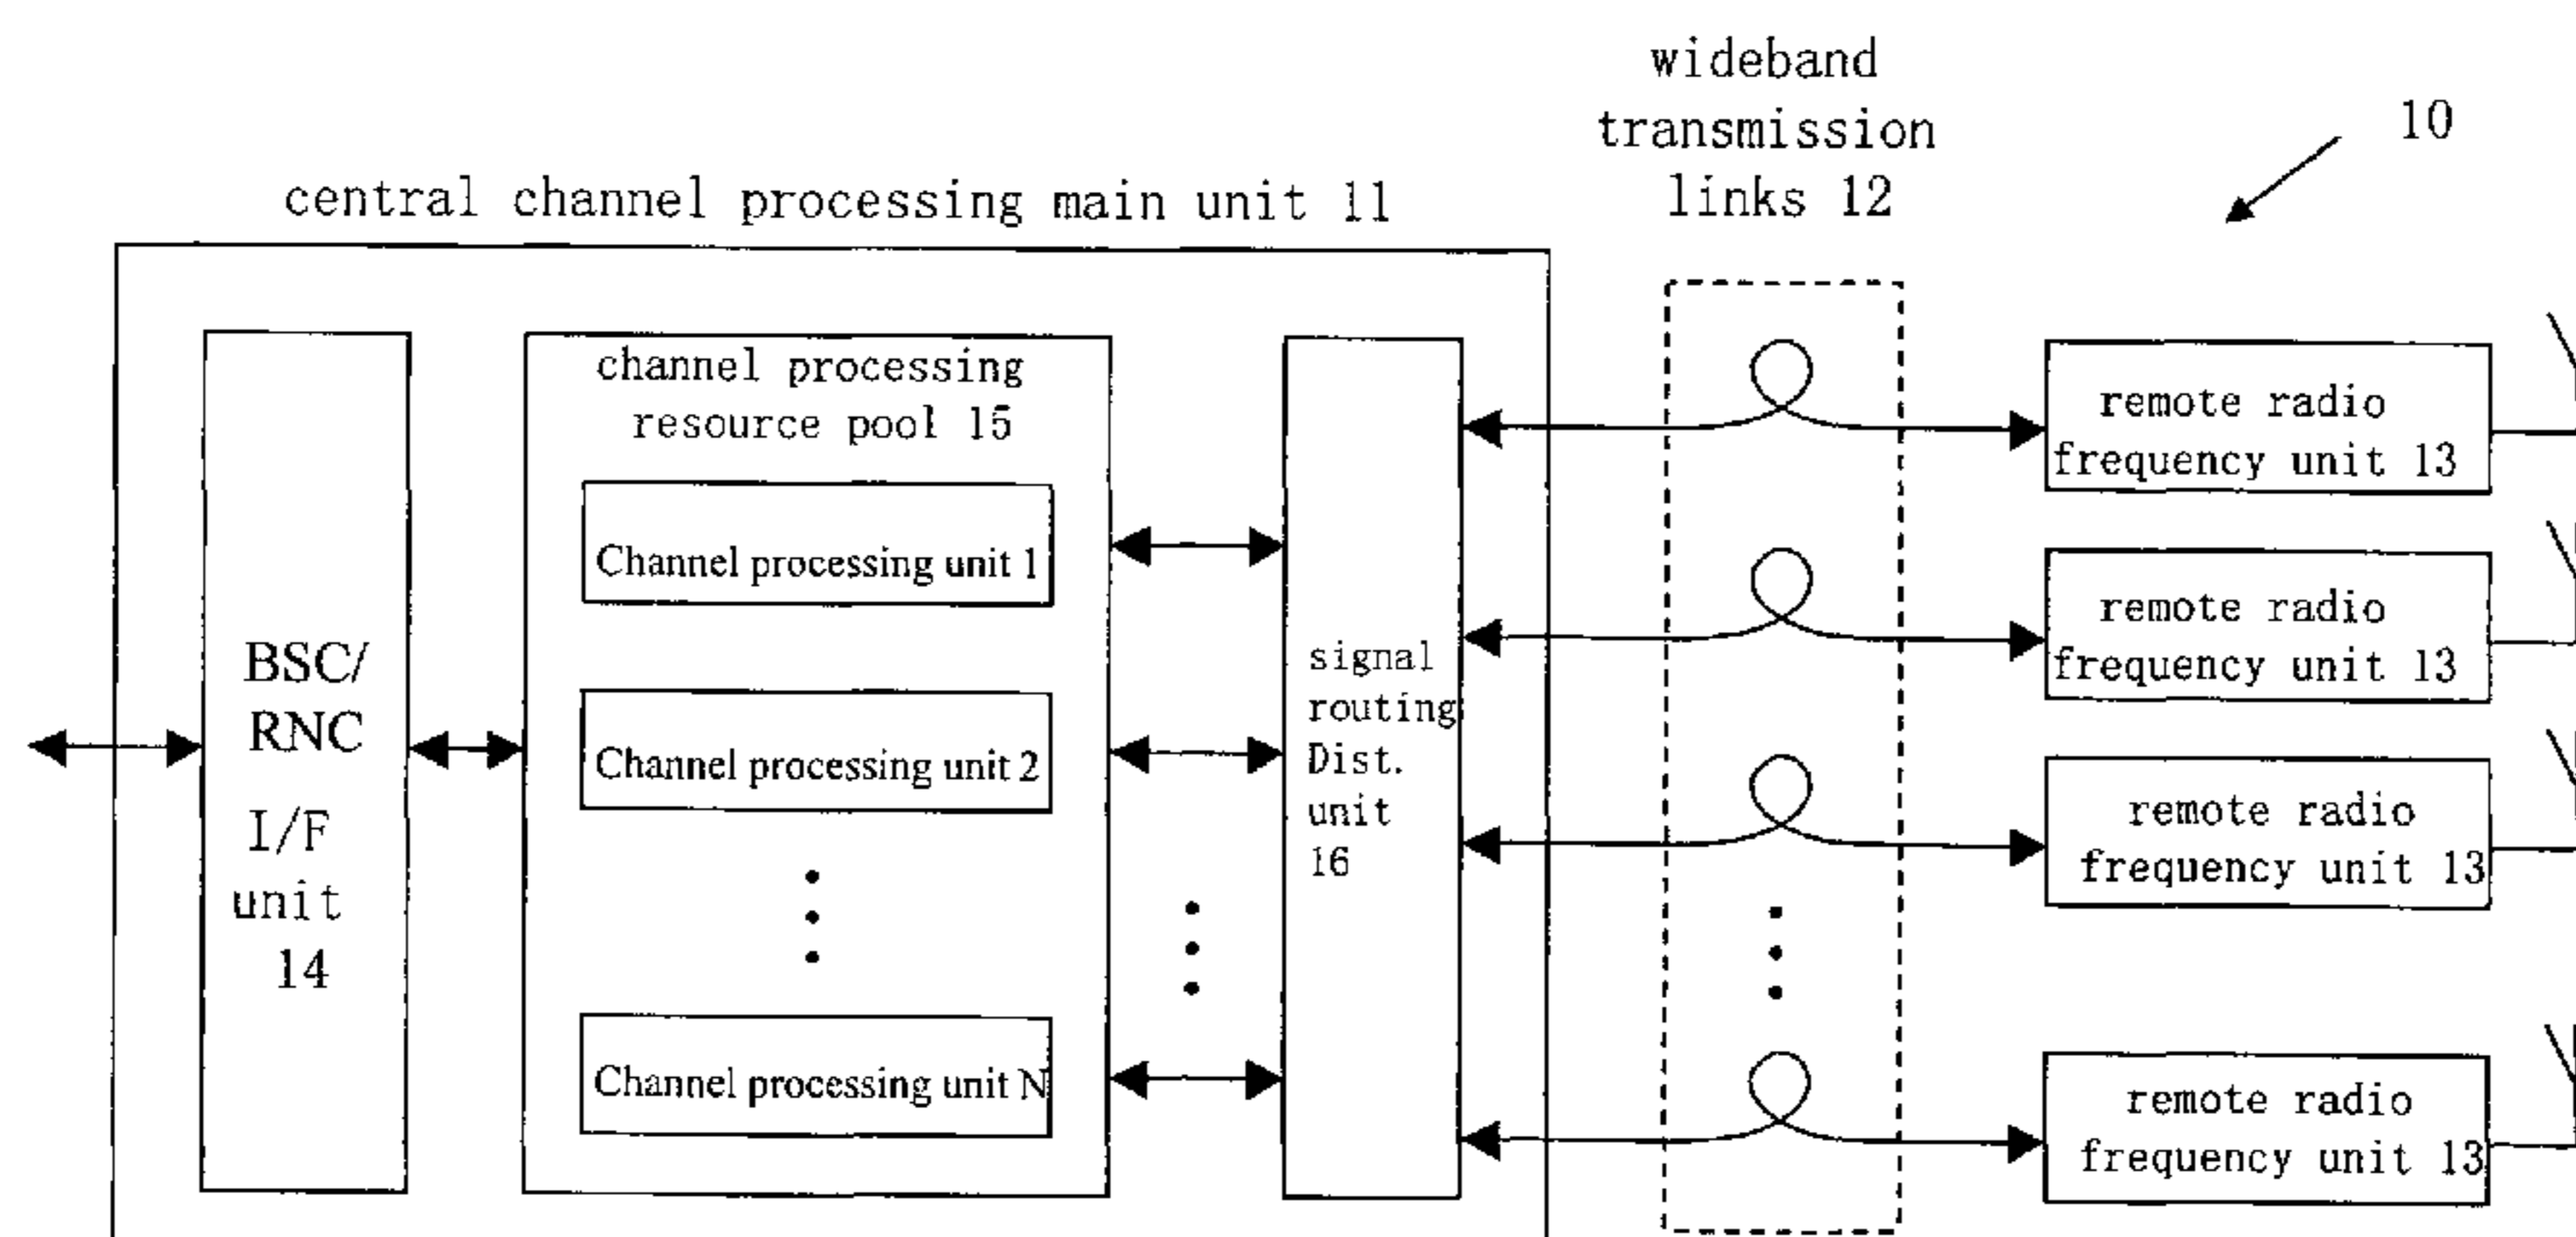 wideband
transmission
links 12
10
central channel processing main unit 11
BSC/
RNC
I/F
unit
14
channel processing
resource pool 15
Channel processing unit 1
Channel processing unit 2
Channel processing unit N
signal
routing
Dist.
unit
16
remote radio
frequency unit 13
remote radio
frequency unit 13
remote radio
frequency unit 13
remote radio
frequency unit 13